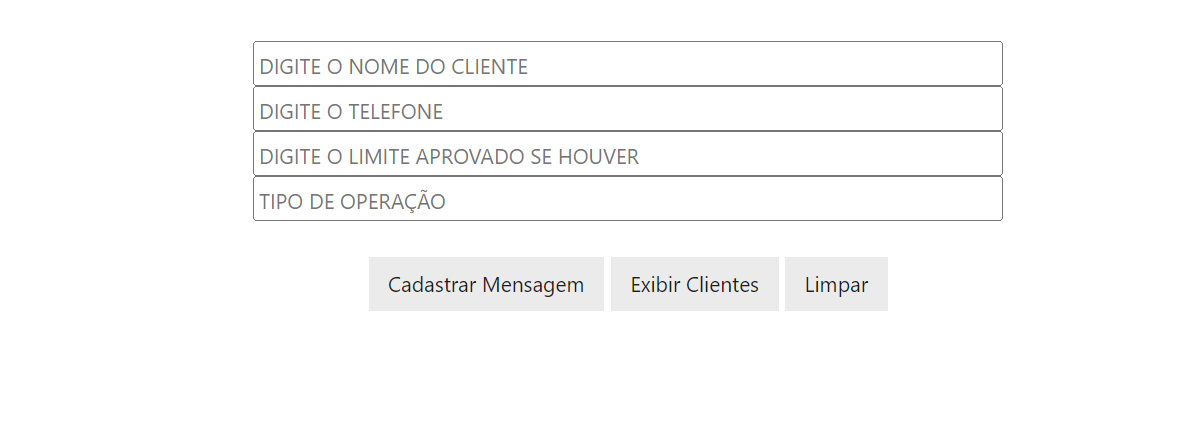 DIGITE O NOME DO CLIENTE
DIGITE O TELEFONE
DIGITE O LIMITE APROVADO SE HOUVER
TIPO DE OPERAÇÃO
Cadastrar Mensagem Exibir Clientes Limpar